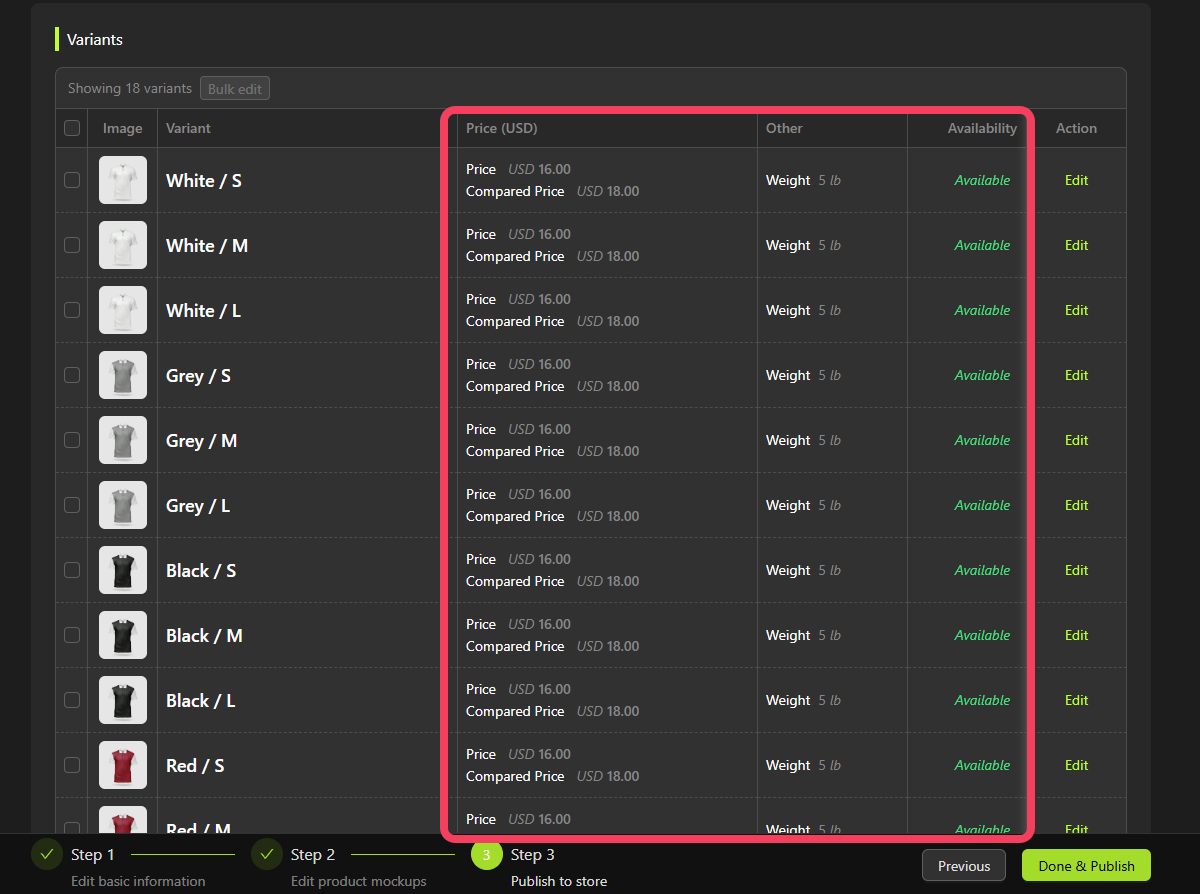 Variants
Showing 18 variants Bulk edit
Image Variant Price (USD) Other Availability Action
White / S Price USD 16.00 Compared Price USD 18.00 Weight 5 lb Available Edit
White / M Price USD 16.00 Compared Price USD 18.00 Weight 5 lb Available Edit
White / L Price USD 16.00 Compared Price USD 18.00 Weight 5 lb Available Edit
Grey / S Price USD 16.00 Compared Price USD 18.00 Weight 5 lb Available Edit
Grey / M Price USD 16.00 Compared Price USD 18.00 Weight 5 lb Available Edit
Grey / L Price USD 16.00 Compared Price USD 18.00 Weight 5 lb Available Edit
Black / S Price USD 16.00 Compared Price USD 18.00 Weight 5 lb Available Edit
Black / M Price USD 16.00 Compared Price USD 18.00 Weight 5 lb Available Edit
Black / L Price USD 16.00 Compared Price USD 18.00 Weight 5 lb Available Edit
Red / S Price USD 16.00 Compared Price USD 18.00 Weight 5 lb Available Edit
Red / M Price USD 16.00 Weight 5 lb Available Edit
Step 1 Step 2 3 Step 3
Edit basic information Edit product mockups Publish to store
Previous Done & Publish